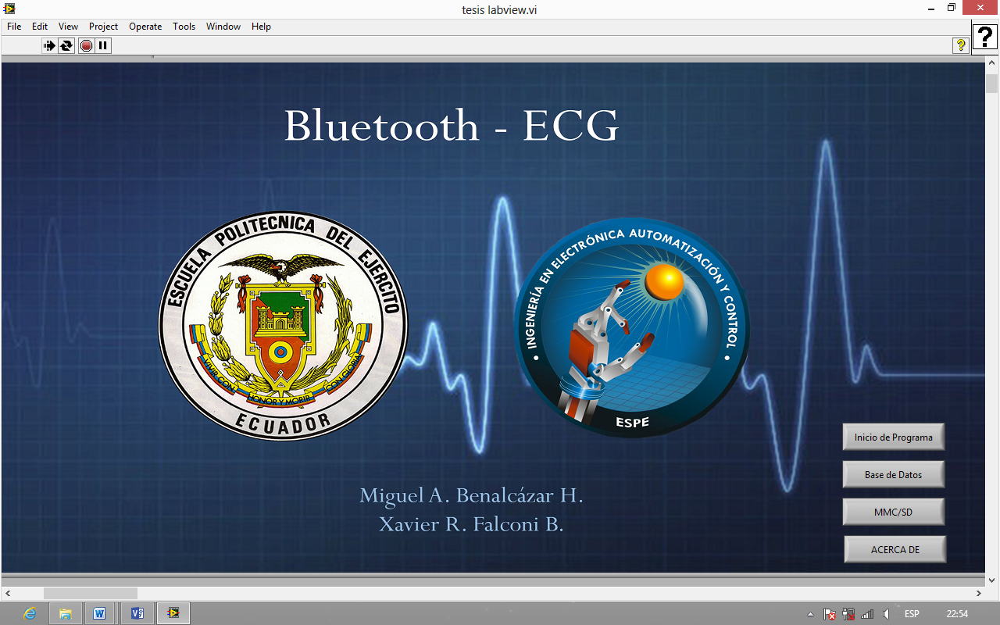 tesis labview.vi
File Edit View Project Operate Tools Window Help
Bluetooth - ECG
ESCUELA POLITECNICA DEL EJERCITO
VIVIR CON HONOR Y MORIR CON GLORIA
ECUADOR
• INGENIERÍA EN ELECTRÓNICA AUTOMATIZACIÓN Y CONTROL •
ESPE
Miguel A. Benalcázar H.
Xavier R. Falconi B.
Inicio de Programa
Base de Datos
MMC/SD
ACERCA DE
ESP 22:54